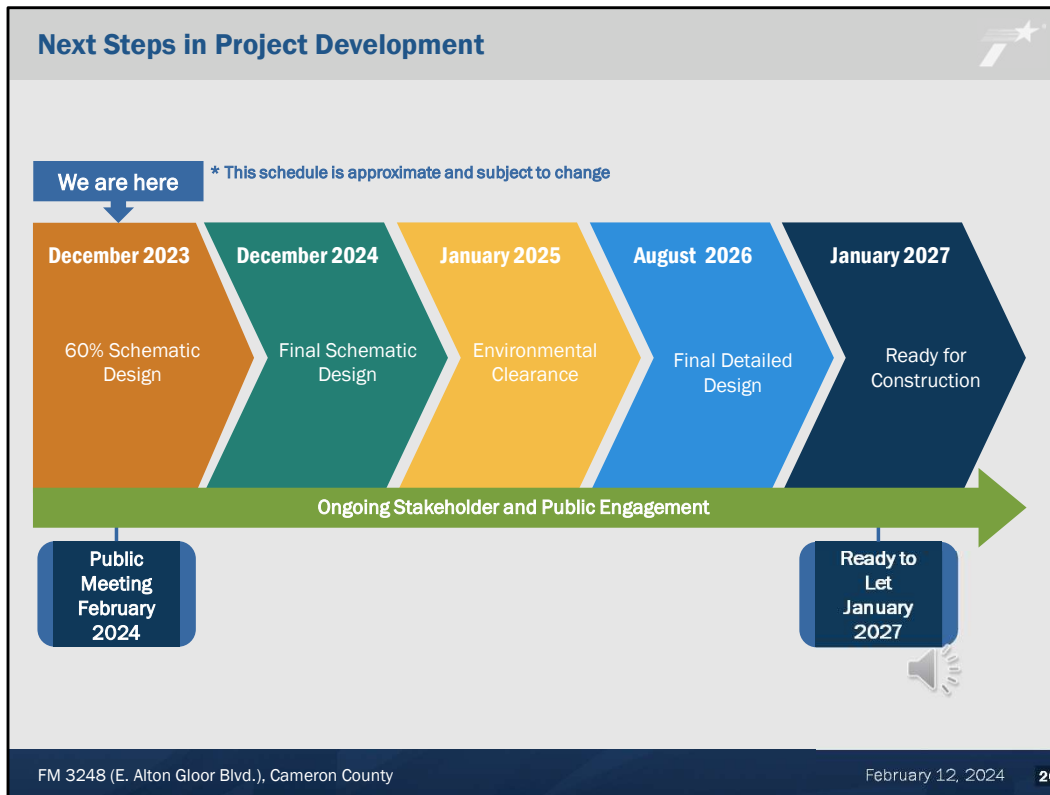 Next Steps in Project Development
We are here
* This schedule is approximate and subject to change
December 2023
60% Schematic
Design
December 2024
Final Schematic
Design
January 2025
Environmental
Clearance
August 2026
Final Detailed
Design
January 2027
Ready for
Construction
Ongoing Stakeholder and Public Engagement
Public
Meeting
February
2024
Ready to
Let
January
2027
FM 3248 (E. Alton Gloor Blvd.), Cameron County
February 12, 2024